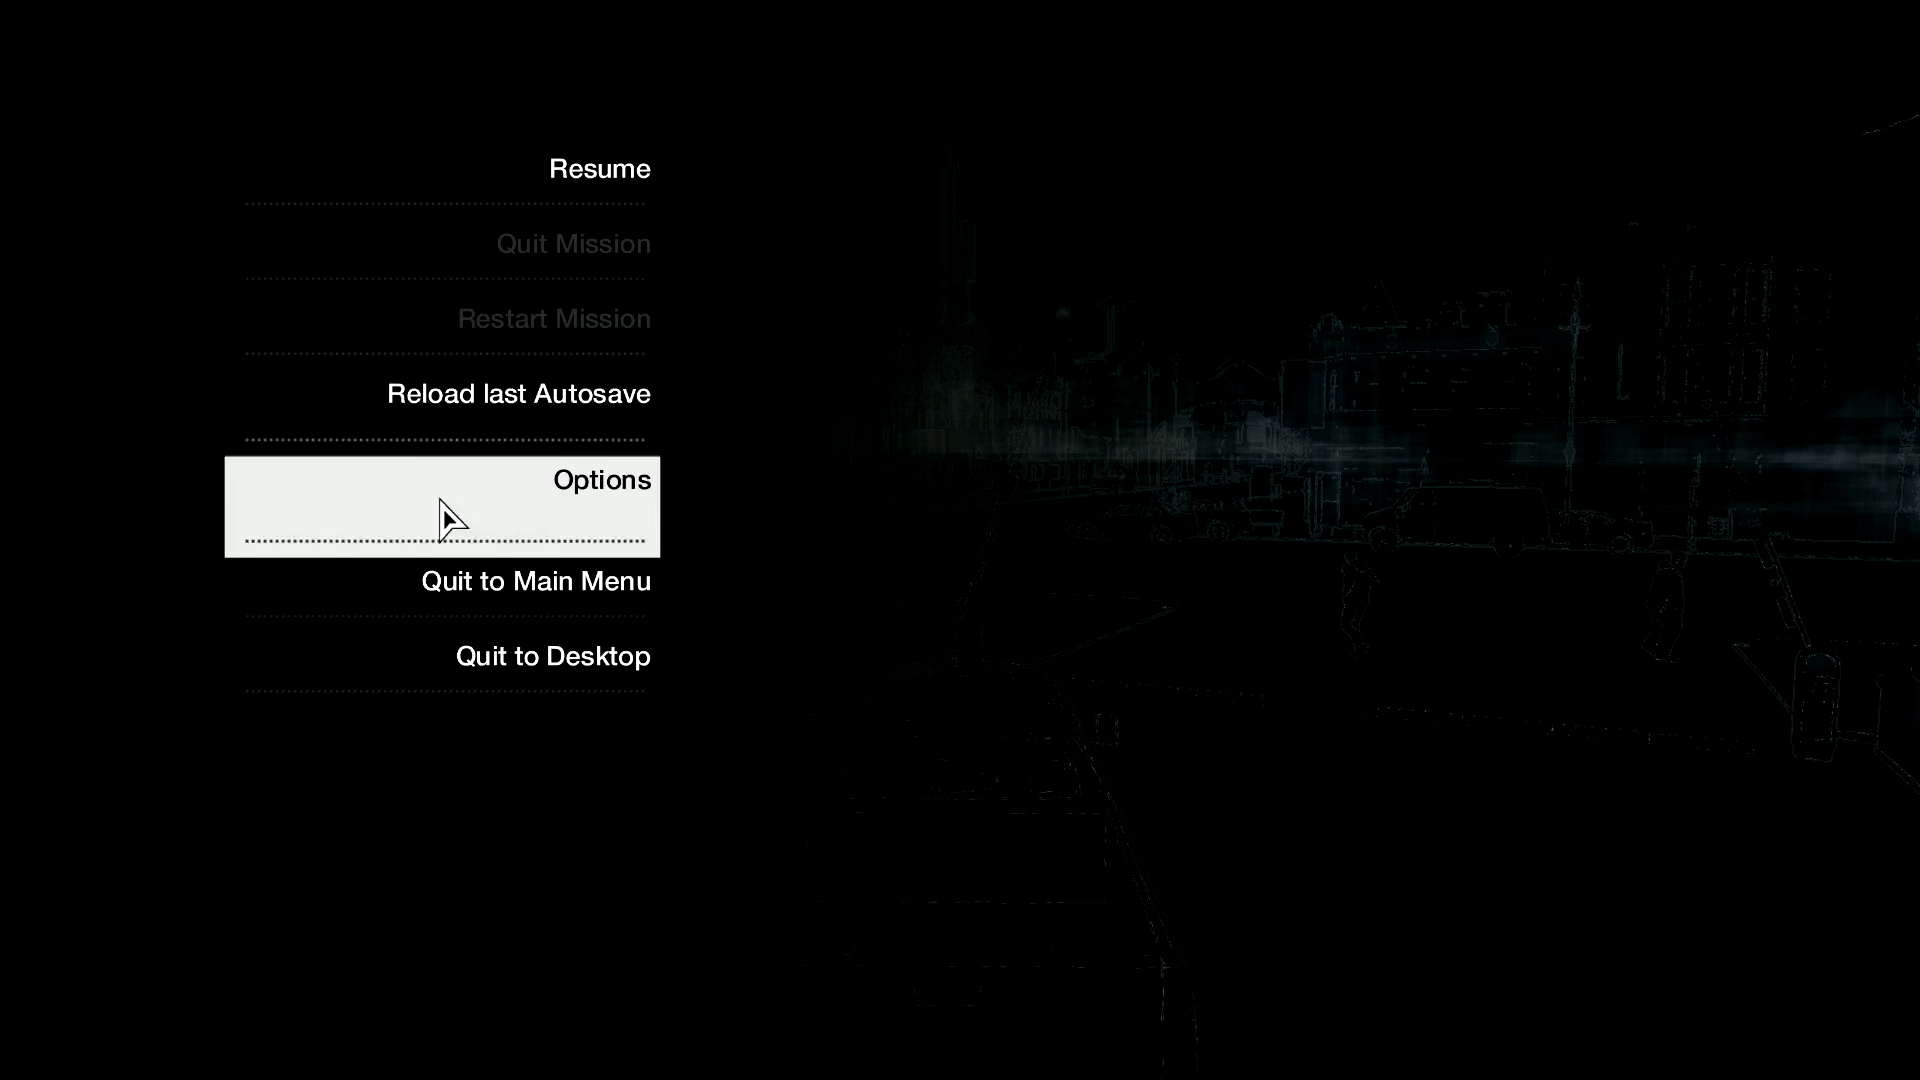 Resume
Quit Mission
Restart Mission
Reload last Autosave
Options
Quit to Main Menu
Quit to Desktop